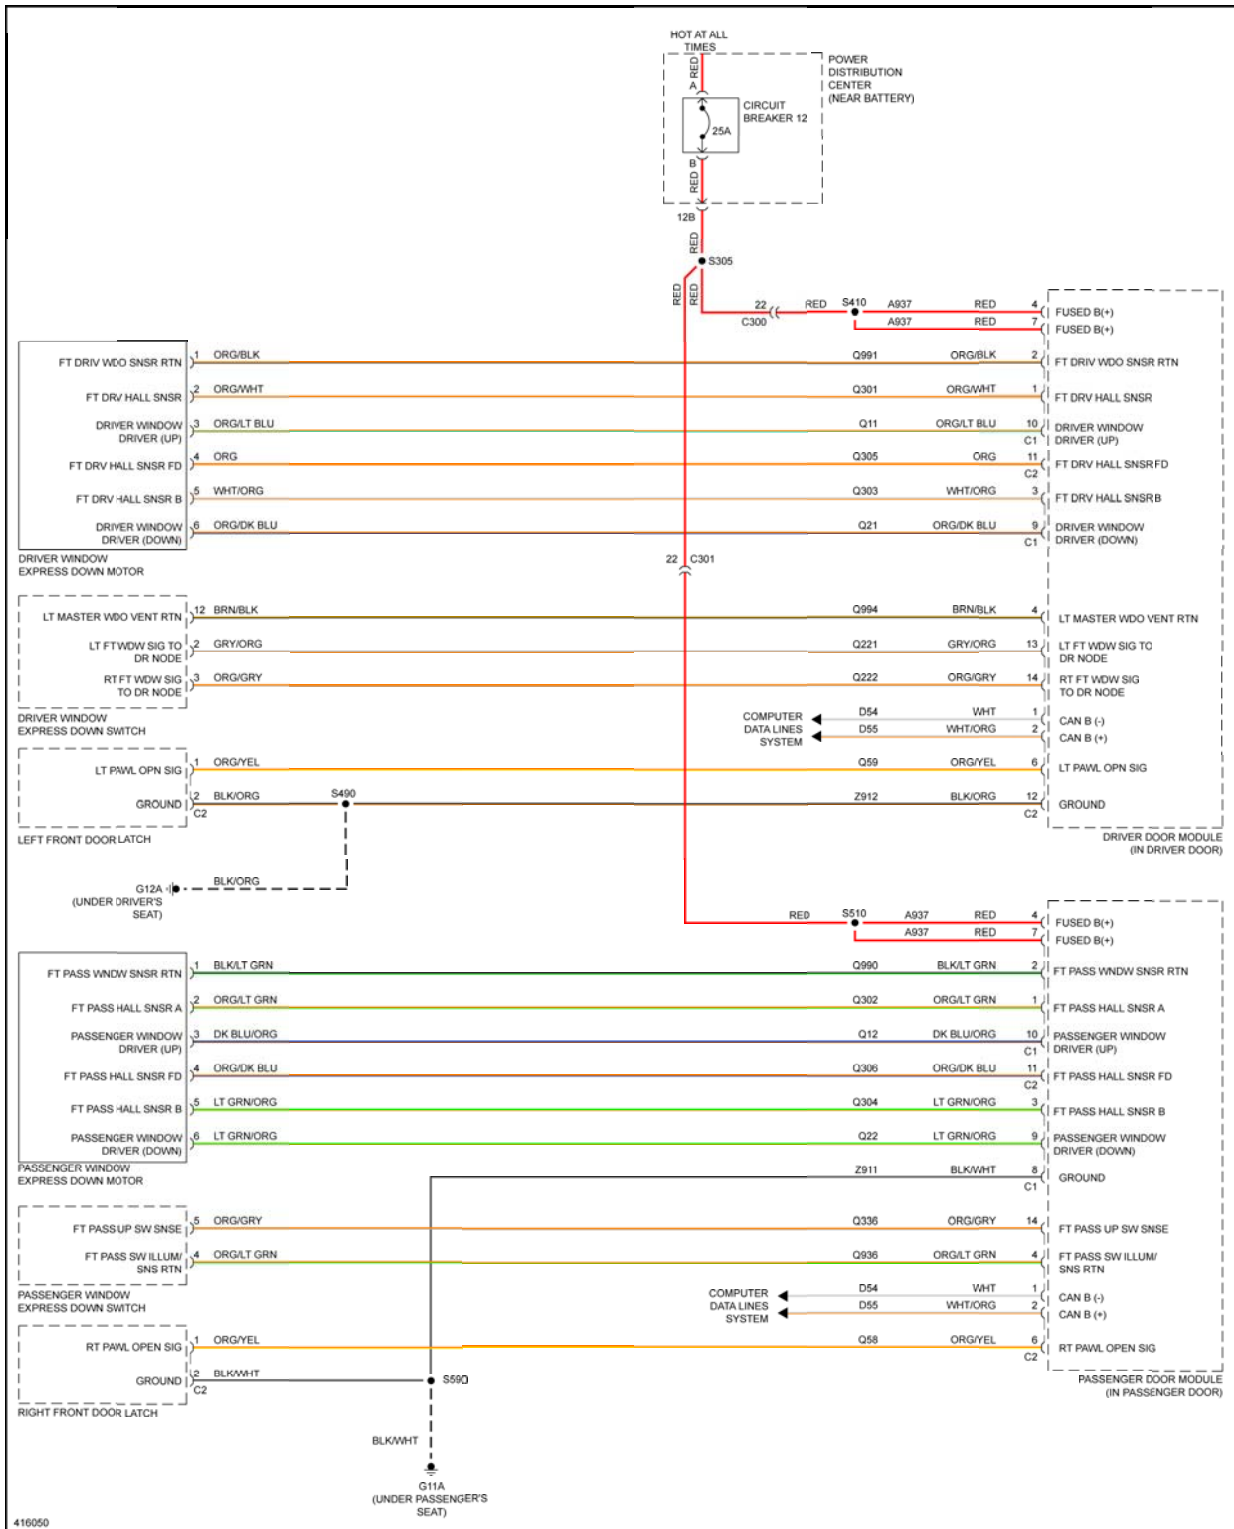 HOT AT ALL
TIMES
RED
A
POWER
DISTRIBUTION
CENTER
(NEAR BATTERY)
CIRCUIT
BREAKER 12
25A
B
RED
12B
RED
S305
RED
RED
22
C300
RED
S410
A937 RED 4 FUSED B(+)
A937 RED 7 FUSED B(+)
FT DRIV WDO SNSR RTN 1 ORG/BLK Q991 ORG/BLK 2 FT DRIV WDO SNSR RTN
FT DRV HALL SNSR 2 ORG/WHT Q301 ORG/WHT 1 FT DRV HALL SNSR
DRIVER WINDOW 3 ORG/LT BLU Q11 ORG/LT BLU 10 DRIVER WINDOW
DRIVER (UP) C1 DRIVER (UP)
FT DRV HALL SNSR FD 4 ORG Q305 ORG 11 FT DRV HALL SNSR FD
C2
FT DRV HALL SNSR B 5 WHT/ORG Q303 WHT/ORG 3 FT DRV HALL SNSR B
DRIVER WINDOW 6 ORG/DK BLU Q21 ORG/DK BLU 9 DRIVER WINDOW
DRIVER (DOWN) C1 DRIVER (DOWN)
DRIVER WINDOW
EXPRESS DOWN MOTOR
22 C301
LT MASTER WDO VENT RTN 12 BRN/BLK Q994 BRN/BLK 4 LT MASTER WDO VENT RTN
LT FT WDW SIG TO 2 GRY/ORG Q221 GRY/ORG 13 LT FT WDW SIG TO
DR NODE DR NODE
RT FT WDW SIG 3 ORG/GRY Q222 ORG/GRY 14 RT FT WDW SIG
TO DR NODE TO DR NODE
DRIVER WINDOW
EXPRESS DOWN SWITCH
COMPUTER
DATA LINES
SYSTEM
D54 WHT 1 CAN B (-)
D55 WHT/ORG 2 CAN B (+)
LT PAWL OPN SIG 1 ORG/YEL Q59 ORG/YEL 6 LT PAWL OPN SIG
GROUND 2 BLK/ORG S490 Z912 BLK/ORG 12 GROUND
C2 C2
LEFT FRONT DOOR LATCH
DRIVER DOOR MODULE
(IN DRIVER DOOR)
G12A BLK/ORG
(UNDER DRIVER'S
SEAT)
RED S510 A937 RED 4 FUSED B(+)
A937 RED 7 FUSED B(+)
FT PASS WNDW SNSR RTN 1 BLK/LT GRN Q990 BLK/LT GRN 2 FT PASS WNDW SNSR RTN
FT PASS HALL SNSR A 2 ORG/LT GRN Q302 ORG/LT GRN 1 FT PASS HALL SNSR A
PASSENGER WINDOW 3 DK BLU/ORG Q12 DK BLU/ORG 10 PASSENGER WINDOW
DRIVER (UP) C1 DRIVER (UP)
FT PASS HALL SNSR FD 4 ORG/DK BLU Q306 ORG/DK BLU 11 FT PASS HALL SNSR FD
C2
FT PASS HALL SNSR B 5 LT GRN/ORG Q304 LT GRN/ORG 3 FT PASS HALL SNSR B
PASSENGER WINDOW 6 LT GRN/ORG Q22 LT GRN/ORG 9 PASSENGER WINDOW
DRIVER (DOWN) DRIVER (DOWN)
PASSENGER WINDOW
EXPRESS DOWN MOTOR
Z911 BLK/WHT 8 GROUND
C1
FT PASS UP SW SNSE 5 ORG/GRY Q336 ORG/GRY 14 FT PASS UP SW SNSE
FT PASS SW ILLUM/ 4 ORG/LT GRN Q936 ORG/LT GRN 4 FT PASS SW ILLUM/
SNS RTN SNS RTN
PASSENGER WINDOW
EXPRESS DOWN SWITCH
COMPUTER
DATA LINES
SYSTEM
D54 WHT 1 CAN B (-)
D55 WHT/ORG 2 CAN B (+)
RT PAWL OPEN SIG 1 ORG/YEL Q58 ORG/YEL 6 RT PAWL OPEN SIG
C2
GROUND 2 BLK/WHT S590
C2
RIGHT FRONT DOOR LATCH
PASSENGER DOOR MODULE
(IN PASSENGER DOOR)
BLK/WHT
G11A
(UNDER PASSENGER'S
SEAT)
416050